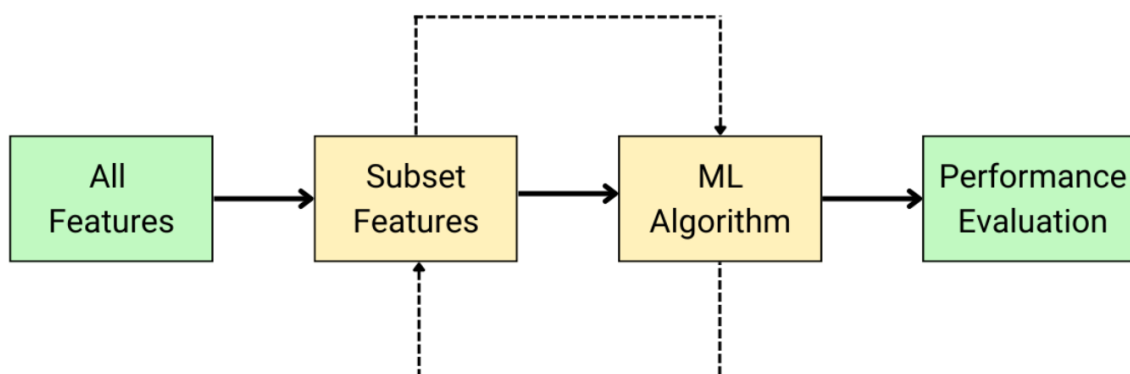 All
Features
Subset
Features
ML
Algorithm
Performance
Evaluation